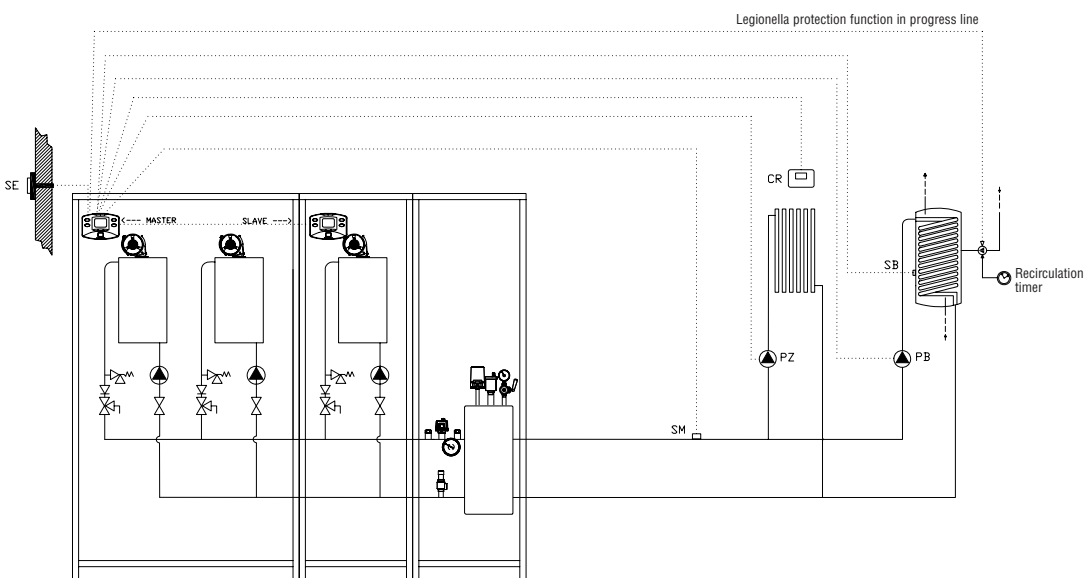 Legionella protection function in progress line
SE
<--- MASTER
SLAVE --->
CR
SB
Recirculation
timer
PZ
PB
SM